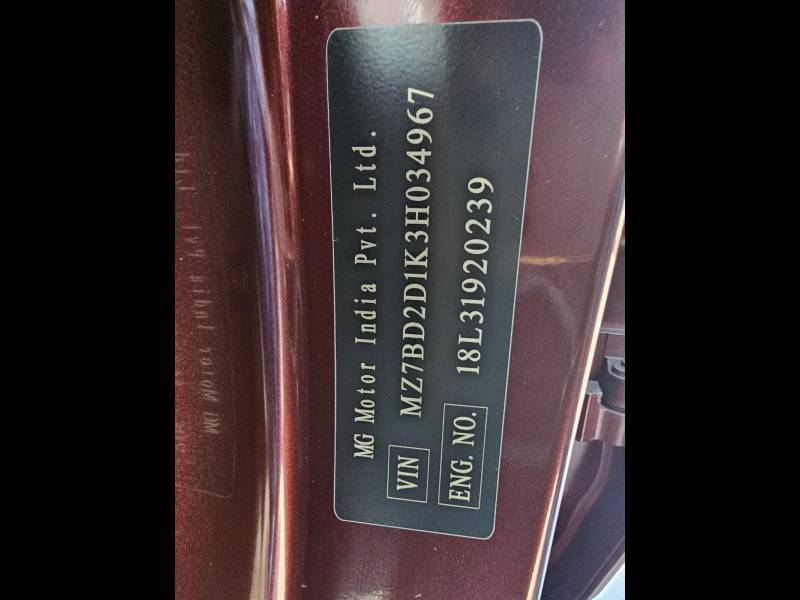 MG Motor India Pvt. Ltd.
VIN MZ7BD2D1K3H034967
ENG. NO. 18L31920239